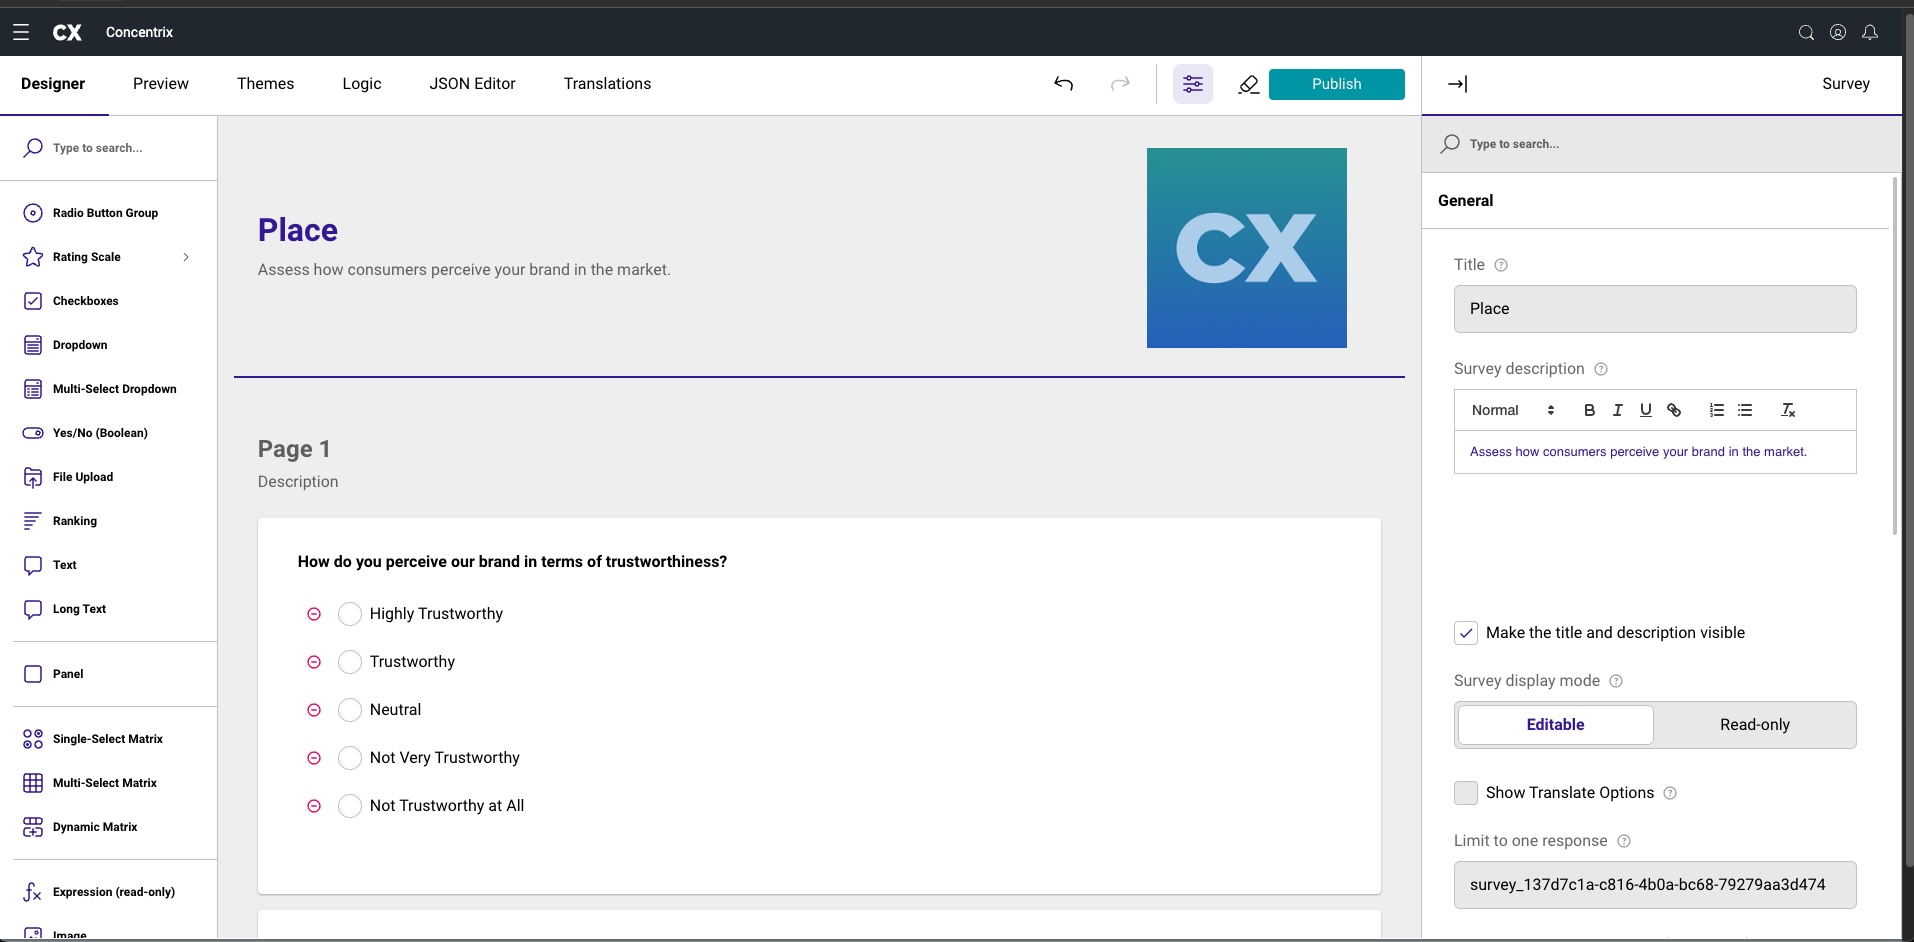 CX Concentrix
Designer Preview Themes Logic JSON Editor Translations Publish Survey
Type to search...
Radio Button Group
Rating Scale
Checkboxes
Dropdown
Multi-Select Dropdown
Yes/No (Boolean)
File Upload
Ranking
Text
Long Text
Panel
Single-Select Matrix
Multi-Select Matrix
Dynamic Matrix
Expression (read-only)
Image
Place
Assess how consumers perceive your brand in the market.
CX
Page 1
Description
How do you perceive our brand in terms of trustworthiness?
Highly Trustworthy
Trustworthy
Neutral
Not Very Trustworthy
Not Trustworthy at All
Type to search...
General
Title
Place
Survey description
Normal
Assess how consumers perceive your brand in the market.
Make the title and description visible
Survey display mode
Editable Read-only
Show Translate Options
Limit to one response
survey_137d7c1a-c816-4b0a-bc68-79279aa3d474